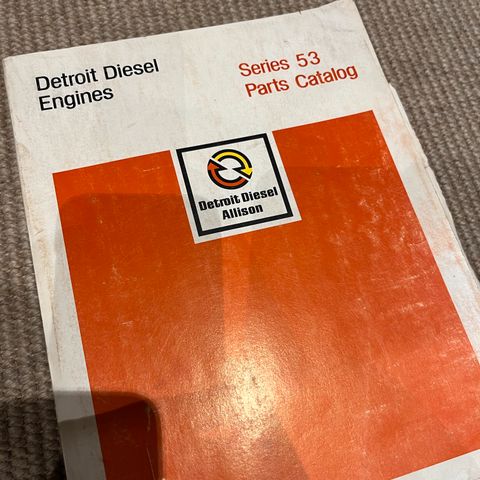 Detroit Diesel
Engines
Series 53
Parts Catalog
Detroit Diesel
Allison